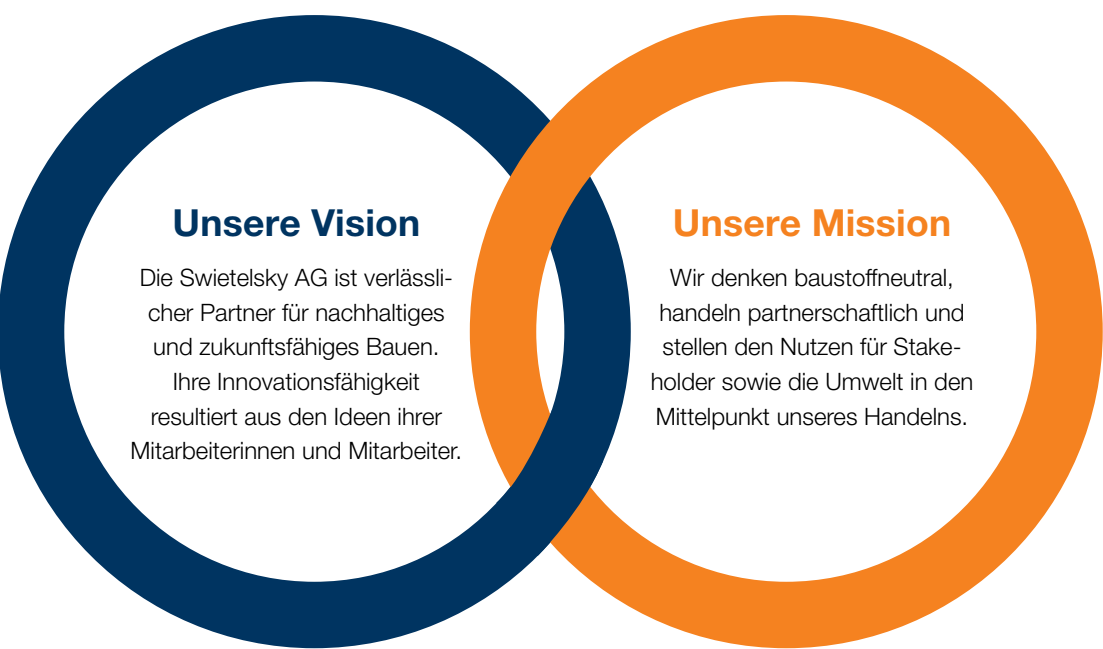 Unsere Vision
Die Swietelsky AG ist verlässli-
cher Partner für nachhaltiges
und zukunftsfähiges Bauen.
Ihre Innovationsfähigkeit
resultiert aus den Ideen ihrer
Mitarbeiterinnen und Mitarbeiter.
Unsere Mission
Wir denken baustoffneutral,
handeln partnerschaftlich und
stellen den Nutzen für Stake-
holder sowie die Umwelt in den
Mittelpunkt unseres Handelns.